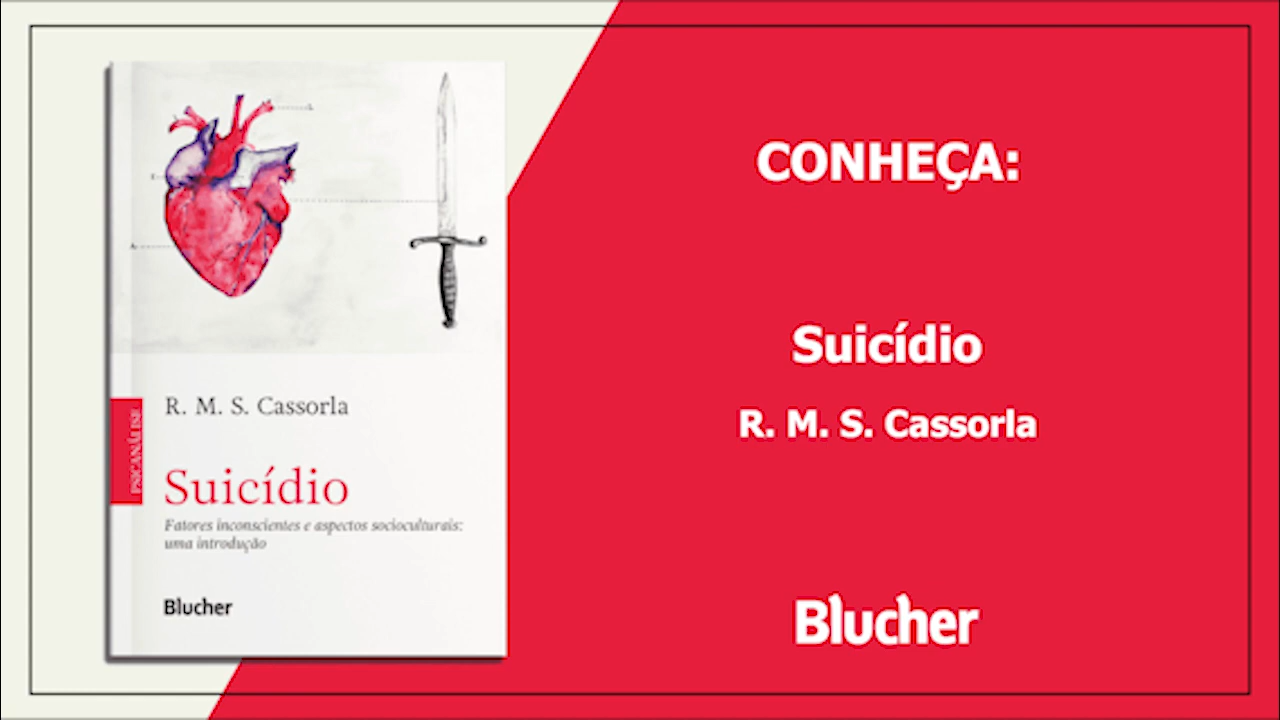 R. M. S. Cassorla
PSICANÁLISE
Suicídio
Fatores inconscientes e aspectos socioculturais:
uma introdução
Blucher
CONHEÇA:
Suicídio
R. M. S. Cassorla
Blucher